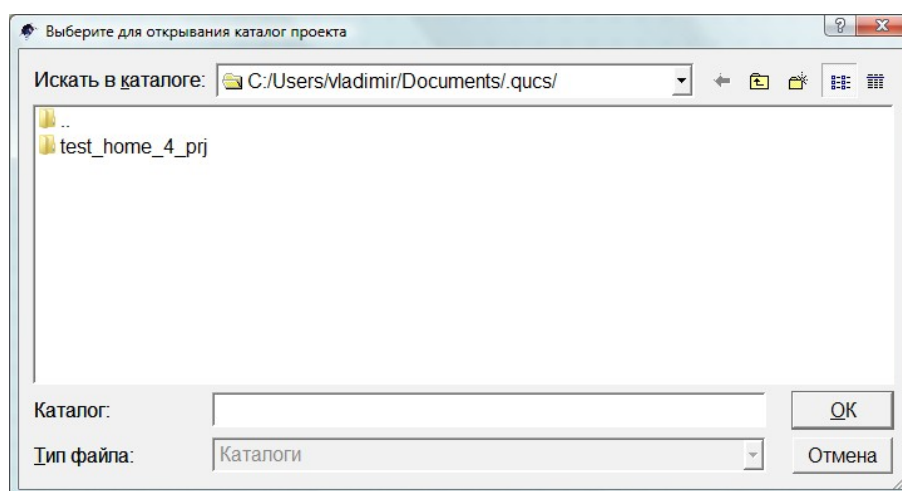 Выберите для открывания каталог проекта
Искать в каталоге: C:/Users/vladimir/Documents/.qucs/
..
test_home_4_prj
Каталог:
OK
Тип файла: Каталоги
Отмена